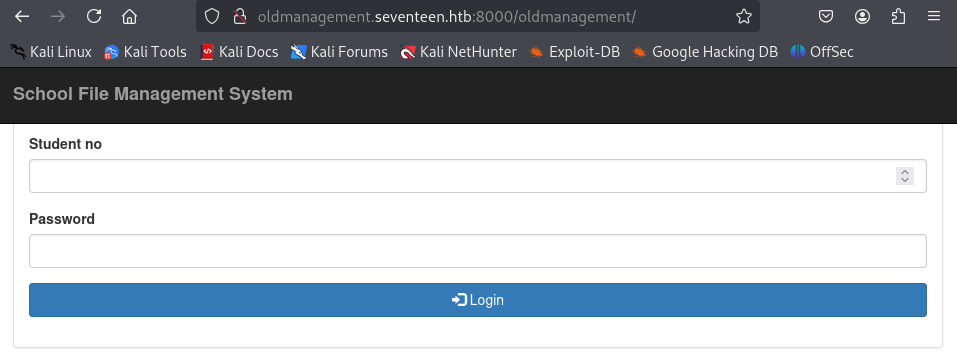 oldmanagement.seventeen.htb:8000/oldmanagement/
Kali Linux Kali Tools Kali Docs Kali Forums Kali NetHunter Exploit-DB Google Hacking DB OffSec
School File Management System
Student no
Password
Login